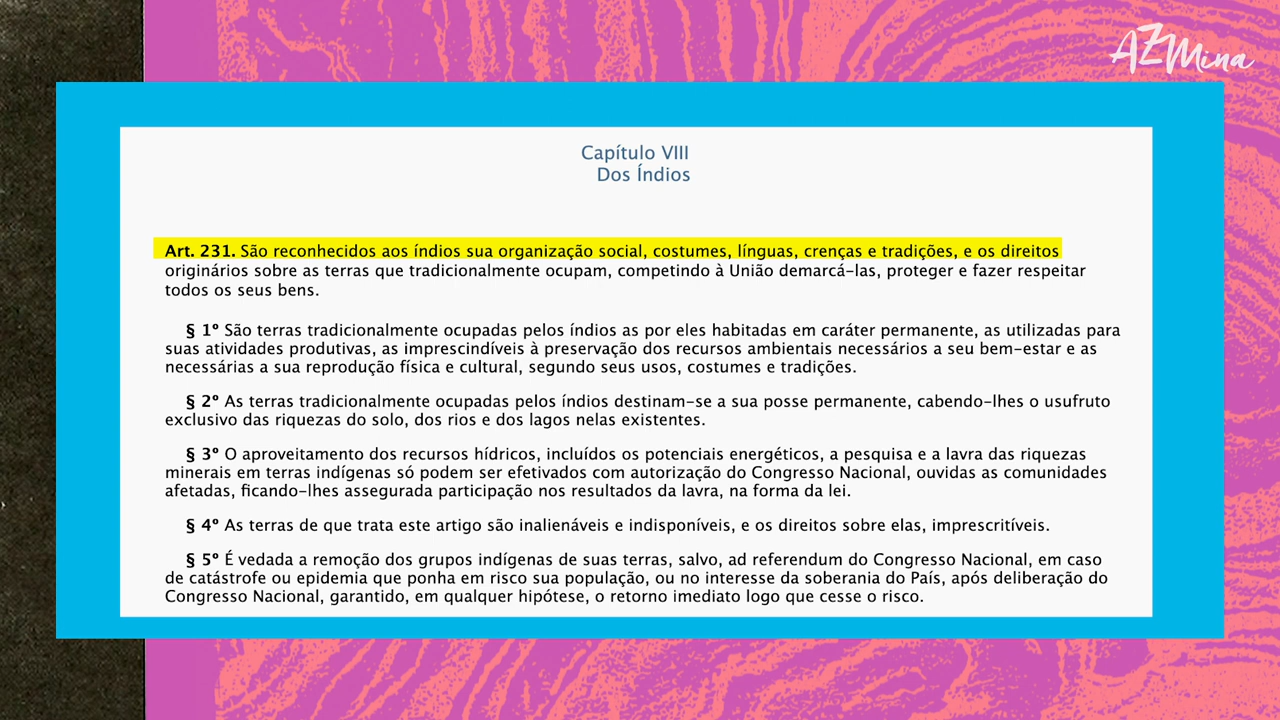 AZMina
Capítulo VIII
Dos Índios
Art. 231. São reconhecidos aos índios sua organização social, costumes, línguas, crenças e tradições, e os direitos
originários sobre as terras que tradicionalmente ocupam, competindo à União demarcá-las, proteger e fazer respeitar
todos os seus bens.
§ 1º São terras tradicionalmente ocupadas pelos índios as por eles habitadas em caráter permanente, as utilizadas para
suas atividades produtivas, as imprescindíveis à preservação dos recursos ambientais necessários a seu bem-estar e as
necessárias a sua reprodução física e cultural, segundo seus usos, costumes e tradições.
§ 2º As terras tradicionalmente ocupadas pelos índios destinam-se a sua posse permanente, cabendo-lhes o usufruto
exclusivo das riquezas do solo, dos rios e dos lagos nelas existentes.
§ 3º O aproveitamento dos recursos hídricos, incluídos os potenciais energéticos, a pesquisa e a lavra das riquezas
minerais em terras indígenas só podem ser efetivados com autorização do Congresso Nacional, ouvidas as comunidades
afetadas, ficando-lhes assegurada participação nos resultados da lavra, na forma da lei.
§ 4º As terras de que trata este artigo são inalienáveis e indisponíveis, e os direitos sobre elas, imprescritíveis.
§ 5º É vedada a remoção dos grupos indígenas de suas terras, salvo, ad referendum do Congresso Nacional, em caso
de catástrofe ou epidemia que ponha em risco sua população, ou no interesse da soberania do País, após deliberação do
Congresso Nacional, garantido, em qualquer hipótese, o retorno imediato logo que cesse o risco.